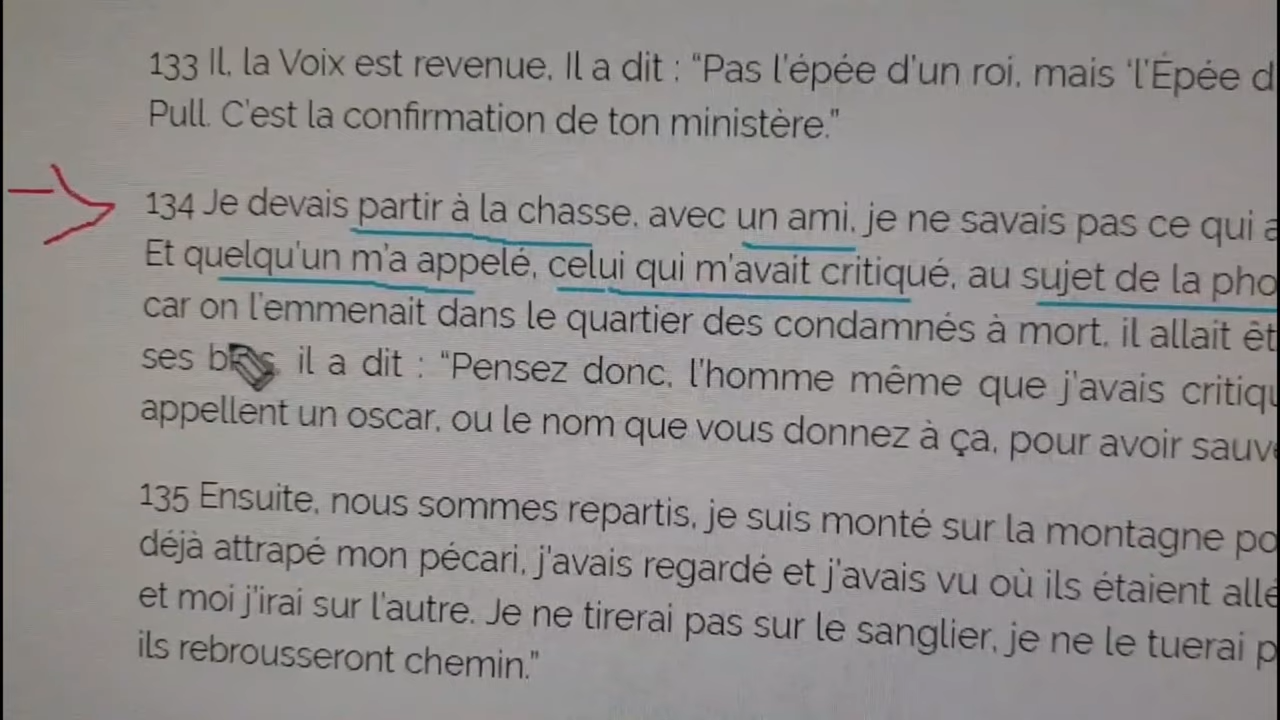 133 Il, la Voix est revenue, Il a dit : “Pas l'épée d'un roi, mais ‘l'Épée d
Pull. C'est la confirmation de ton ministère.”
134 Je devais partir à la chasse, avec un ami, je ne savais pas ce qui a
Et quelqu'un m'a appelé, celui qui m'avait critiqué, au sujet de la pho
car on l'emmenait dans le quartier des condamnés à mort, il allait êt
ses il a dit : “Pensez donc, l'homme même que j'avais critiqu
appellent un oscar, ou le nom que vous donnez à ça, pour avoir sauv
135 Ensuite, nous sommes repartis, je suis monté sur la montagne po
déjà attrapé mon pécari, j'avais regardé et j'avais vu où ils étaient allé
et moi j'irai sur l'autre. Je ne tirerai pas sur le sanglier, je ne le tuerai p
ils rebrousseront chemin.”